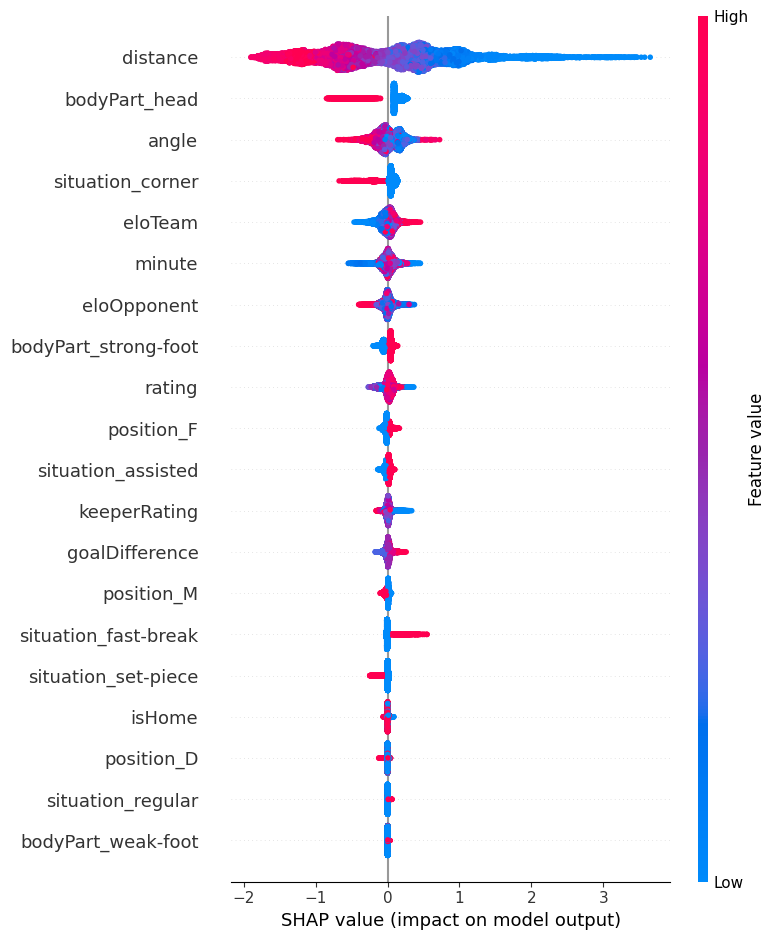 High
distance
bodyPart_head
angle
situation_corner
eloTeam
minute
eloOpponent
bodyPart_strong-foot
rating
position_F
situation_assisted
keeperRating
goalDifference
position_M
situation_fast-break
situation_set-piece
isHome
position_D
situation_regular
bodyPart_weak-foot
Feature value
Low
−2 −1 0 1 2 3
SHAP value (impact on model output)